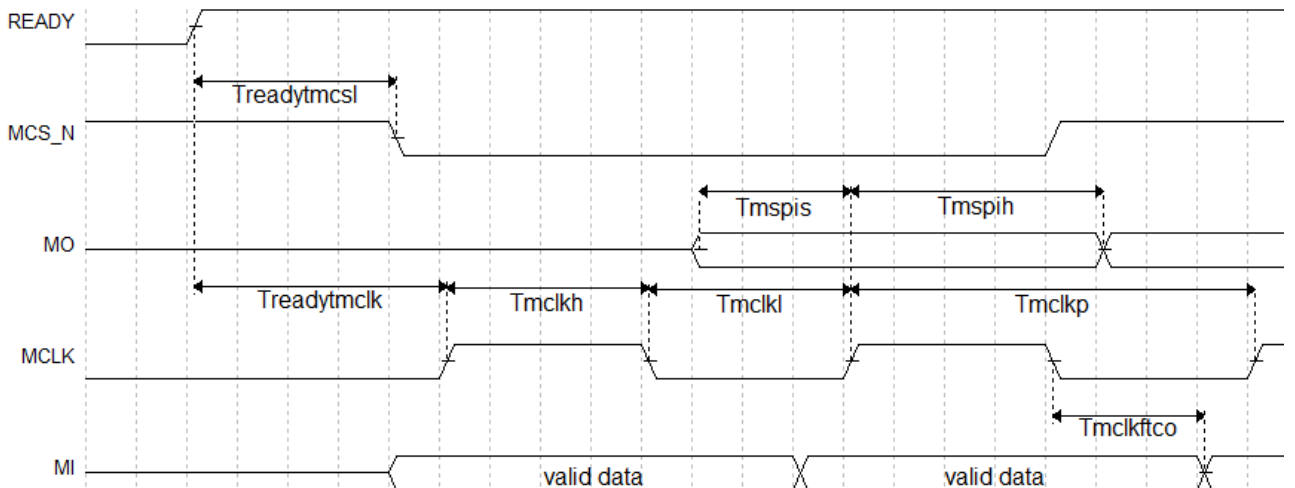 READY
Treadytmcsl
MCS_N
Tmspis
Tmspih
MO
Treadytmclk
Tmclkh
Tmclkl
Tmclkp
MCLK
Tmclkftco
MI
valid data
valid data